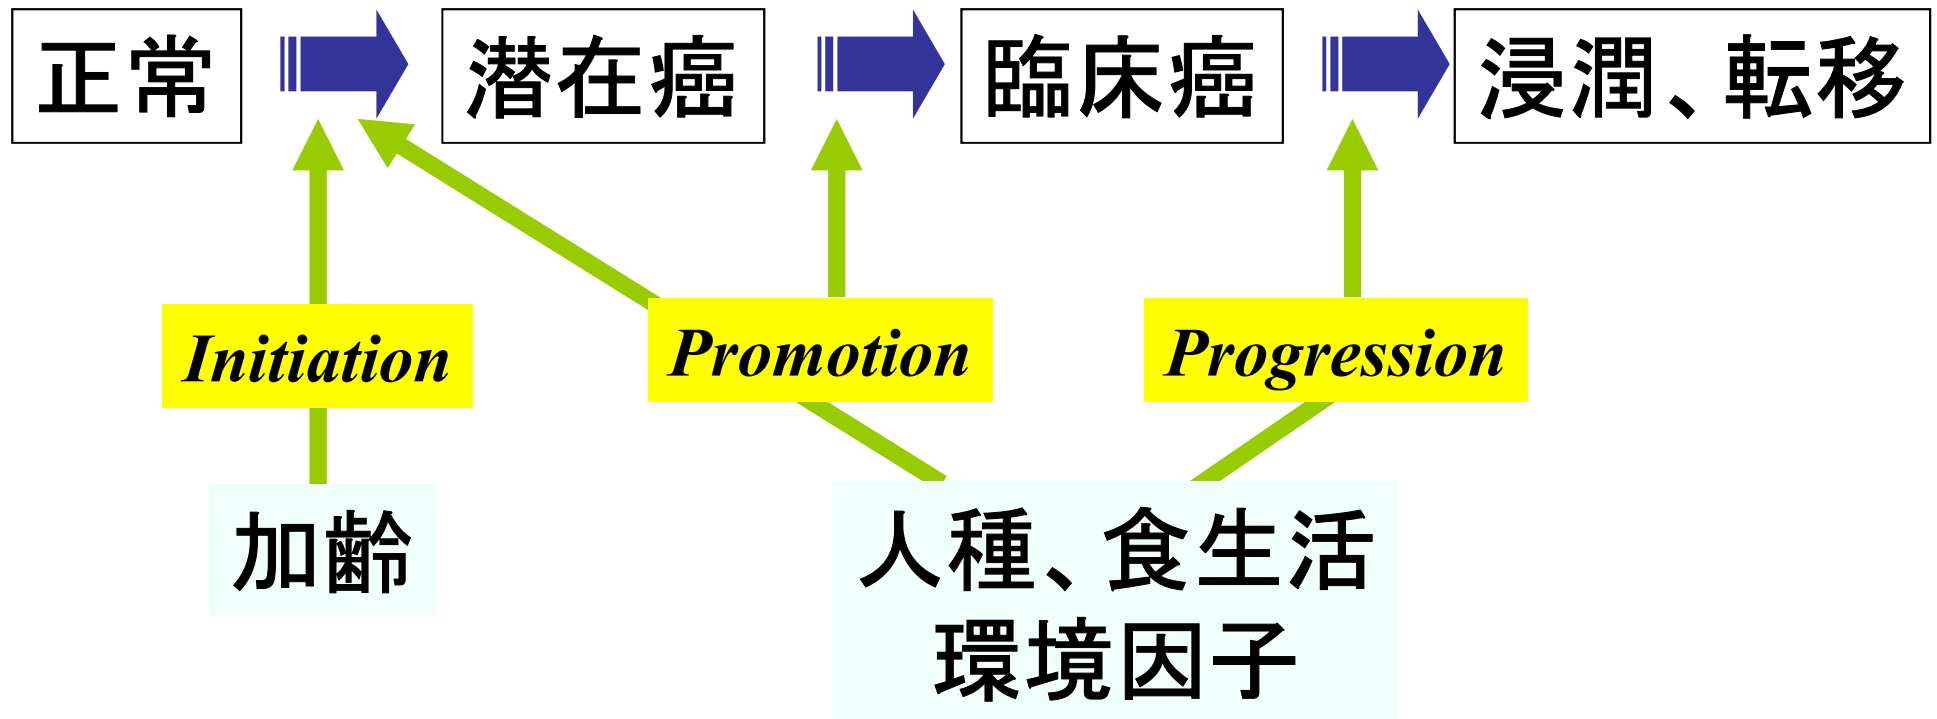 正常
潜在癌
臨床癌
浸潤、転移
Initiation
Promotion
Progression
加齢
人種、食生活
環境因子